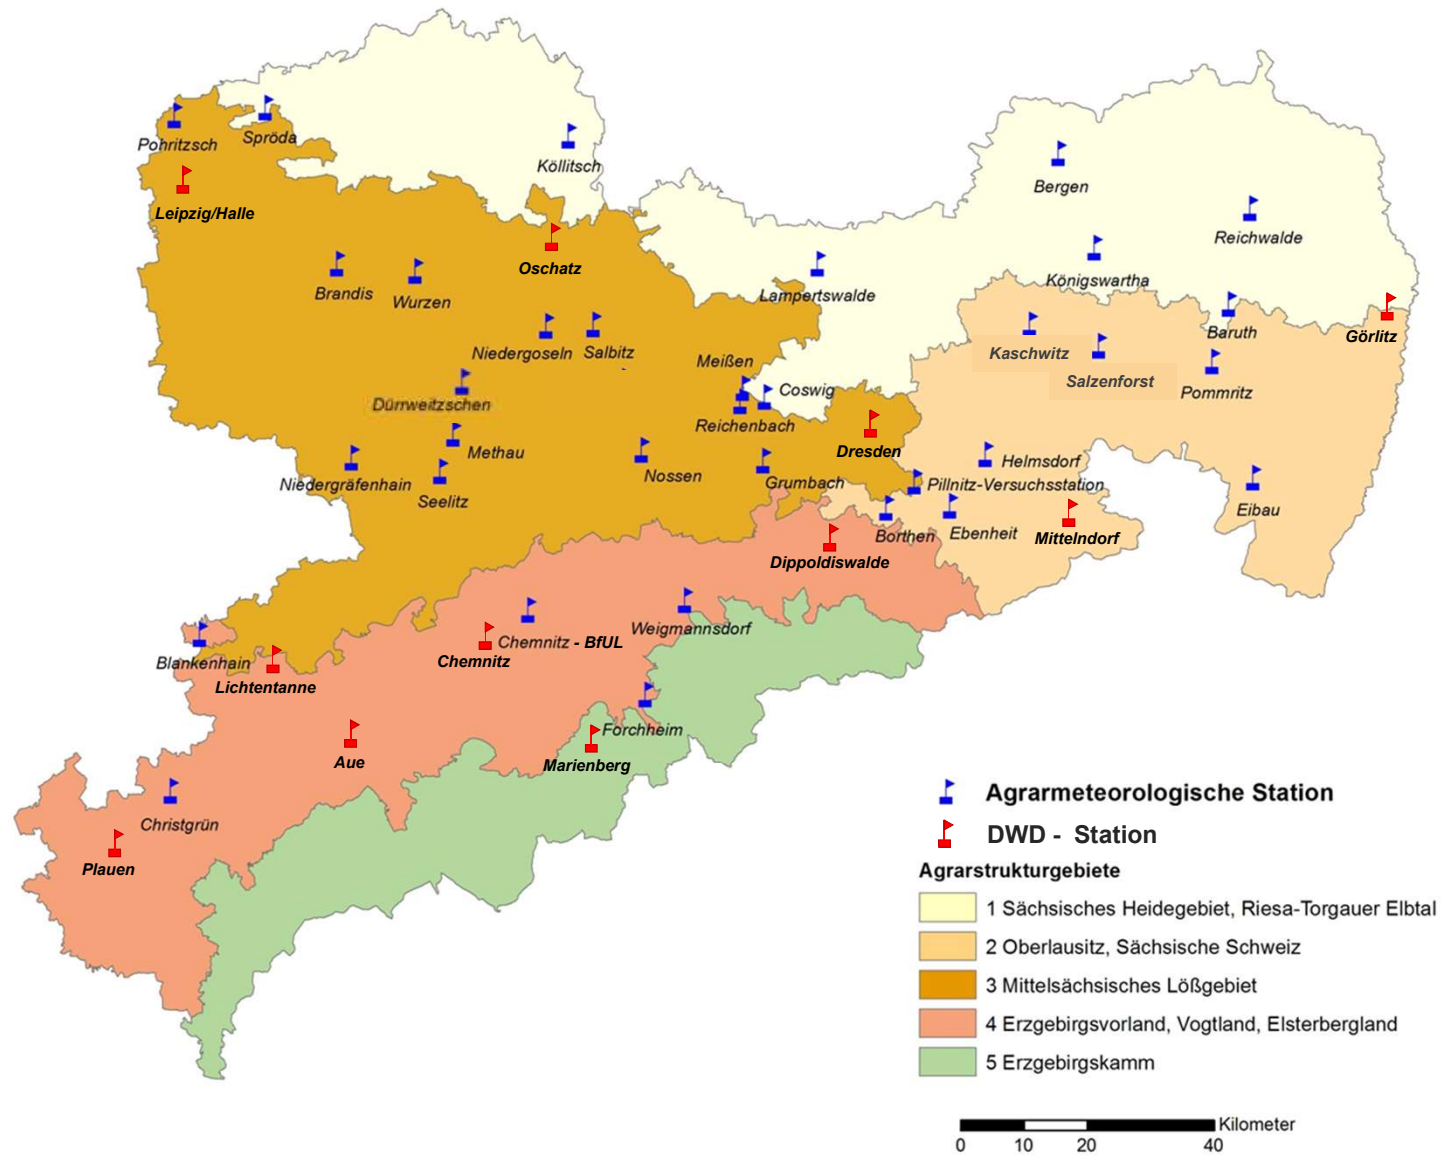 Pohritzsch
Spröda
Köllitsch
Bergen
Leipzig/Halle
Reichwalde
Oschatz
Königswartha
Brandis
Wurzen
Lampertswalde
Baruth
Görlitz
Niedergoseln
Salbitz
Meißen
Kaschwitz
Salzenforst
Pommritz
Coswig
Dürrweitzschen
Reichenbach
Methau
Dresden
Helmsdorf
Nossen
Grumbach
Niedergräfenhain
Seelitz
Pillnitz-Versuchsstation
Eibau
Borthen
Ebenheit
Mittelndorf
Dippoldiswalde
Weigmannsdorf
Chemnitz - BfUL
Chemnitz
Blankenhain
Lichtentanne
Forchheim
Aue
Marienberg
Christgrün
Plauen
Agrarmeteorologische Station
DWD - Station
Agrarstrukturgebiete
1 Sächsisches Heidegebiet, Riesa-Torgauer Elbtal
2 Oberlausitz, Sächsische Schweiz
3 Mittelsächsisches Lößgebiet
4 Erzgebirgsvorland, Vogtland, Elsterbergland
5 Erzgebirgskamm
Kilometer
0 10 20 40